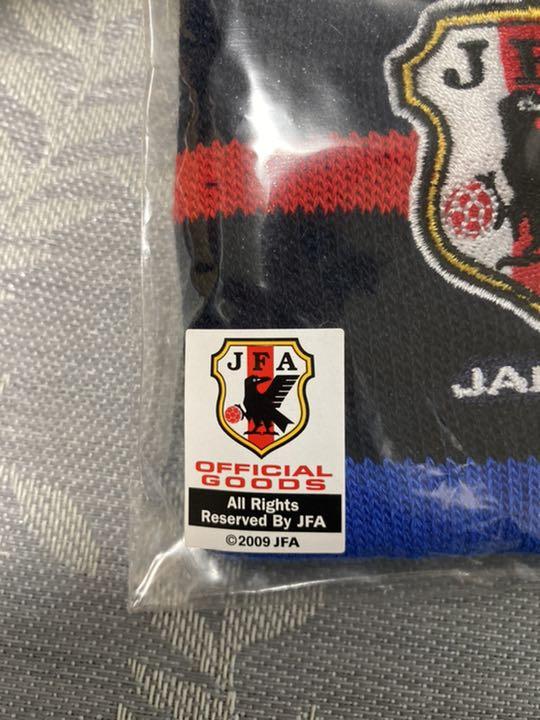 JFA
OFFICIAL
GOODS
All Rights
Reserved By JFA
©2009 JFA